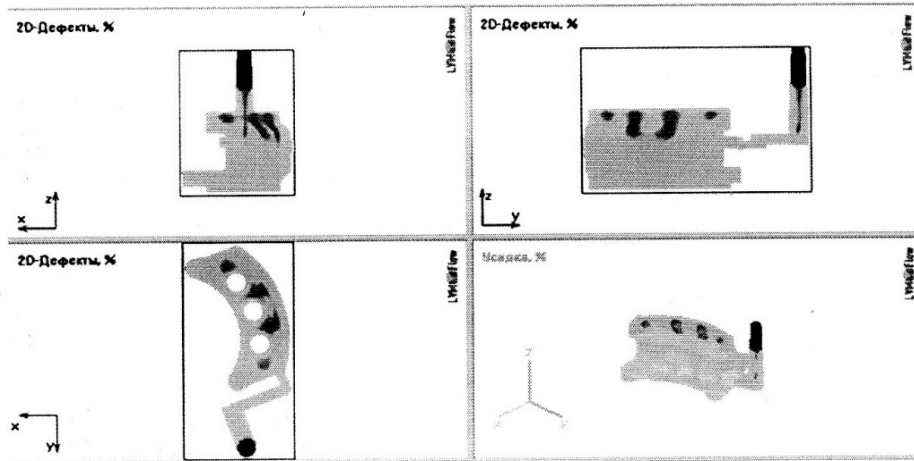 2D-Дефекты, %
LVMFlow
z
x
2D-Дефекты, %
LVMFlow
z
y
2D-Дефекты, %
LVMFlow
x
y
Усадка, %
LVMFlow